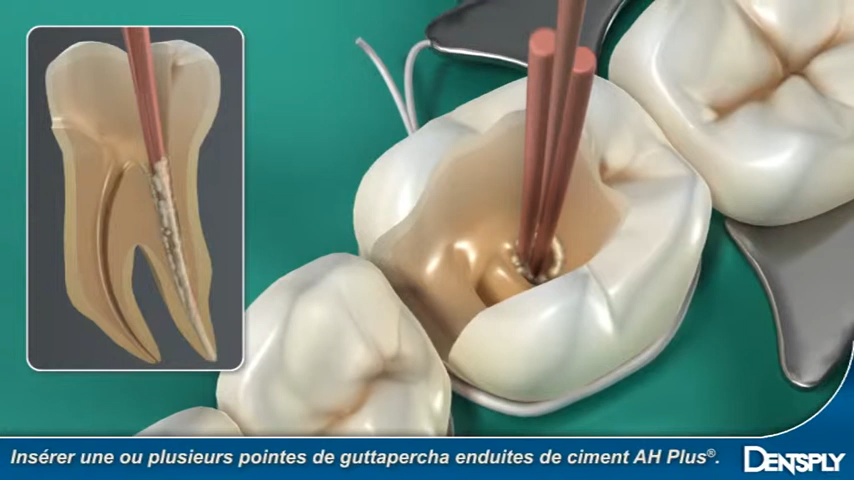 Insérer une ou plusieurs pointes de guttapercha enduites de ciment AH Plus®. DENTSPLY